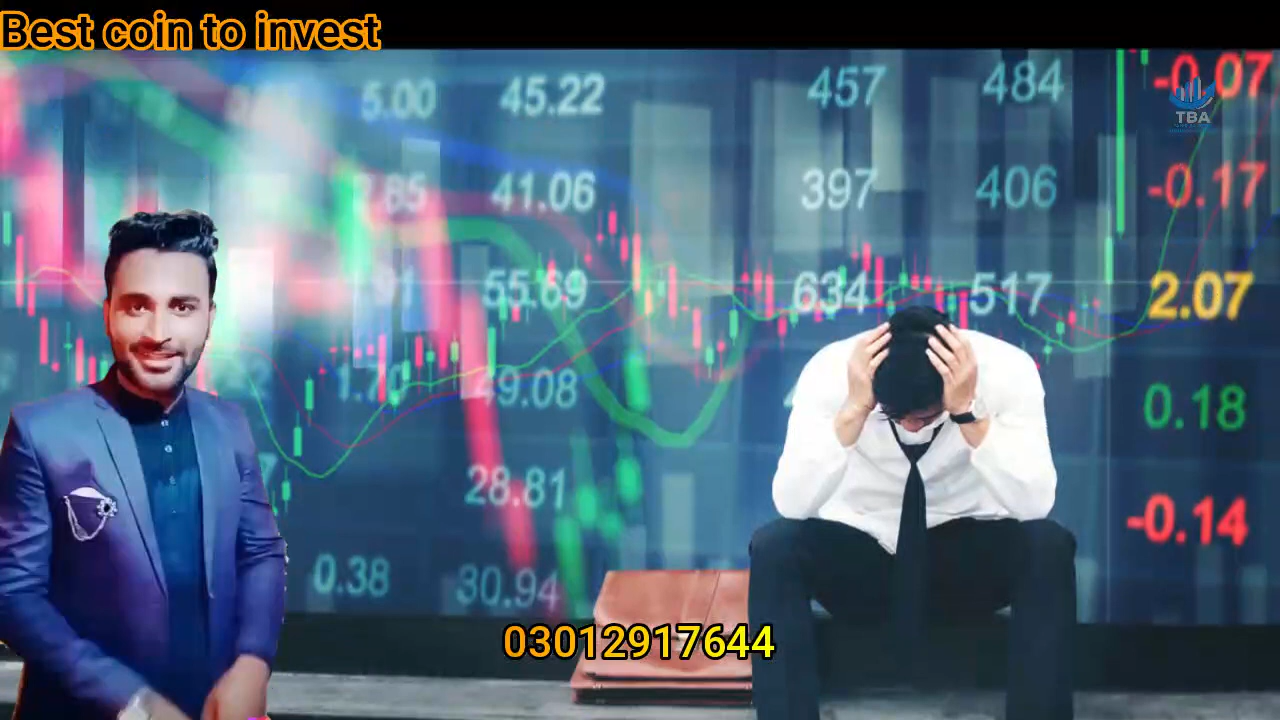 Best coin to invest
5.00 45.22 457 484 -0.07
TBA
41.06 397 406 -0.17
55.69 634 517 2.07
1.70 49.08 0.18
28.81 -0.14
0.38 30.94
03012917644